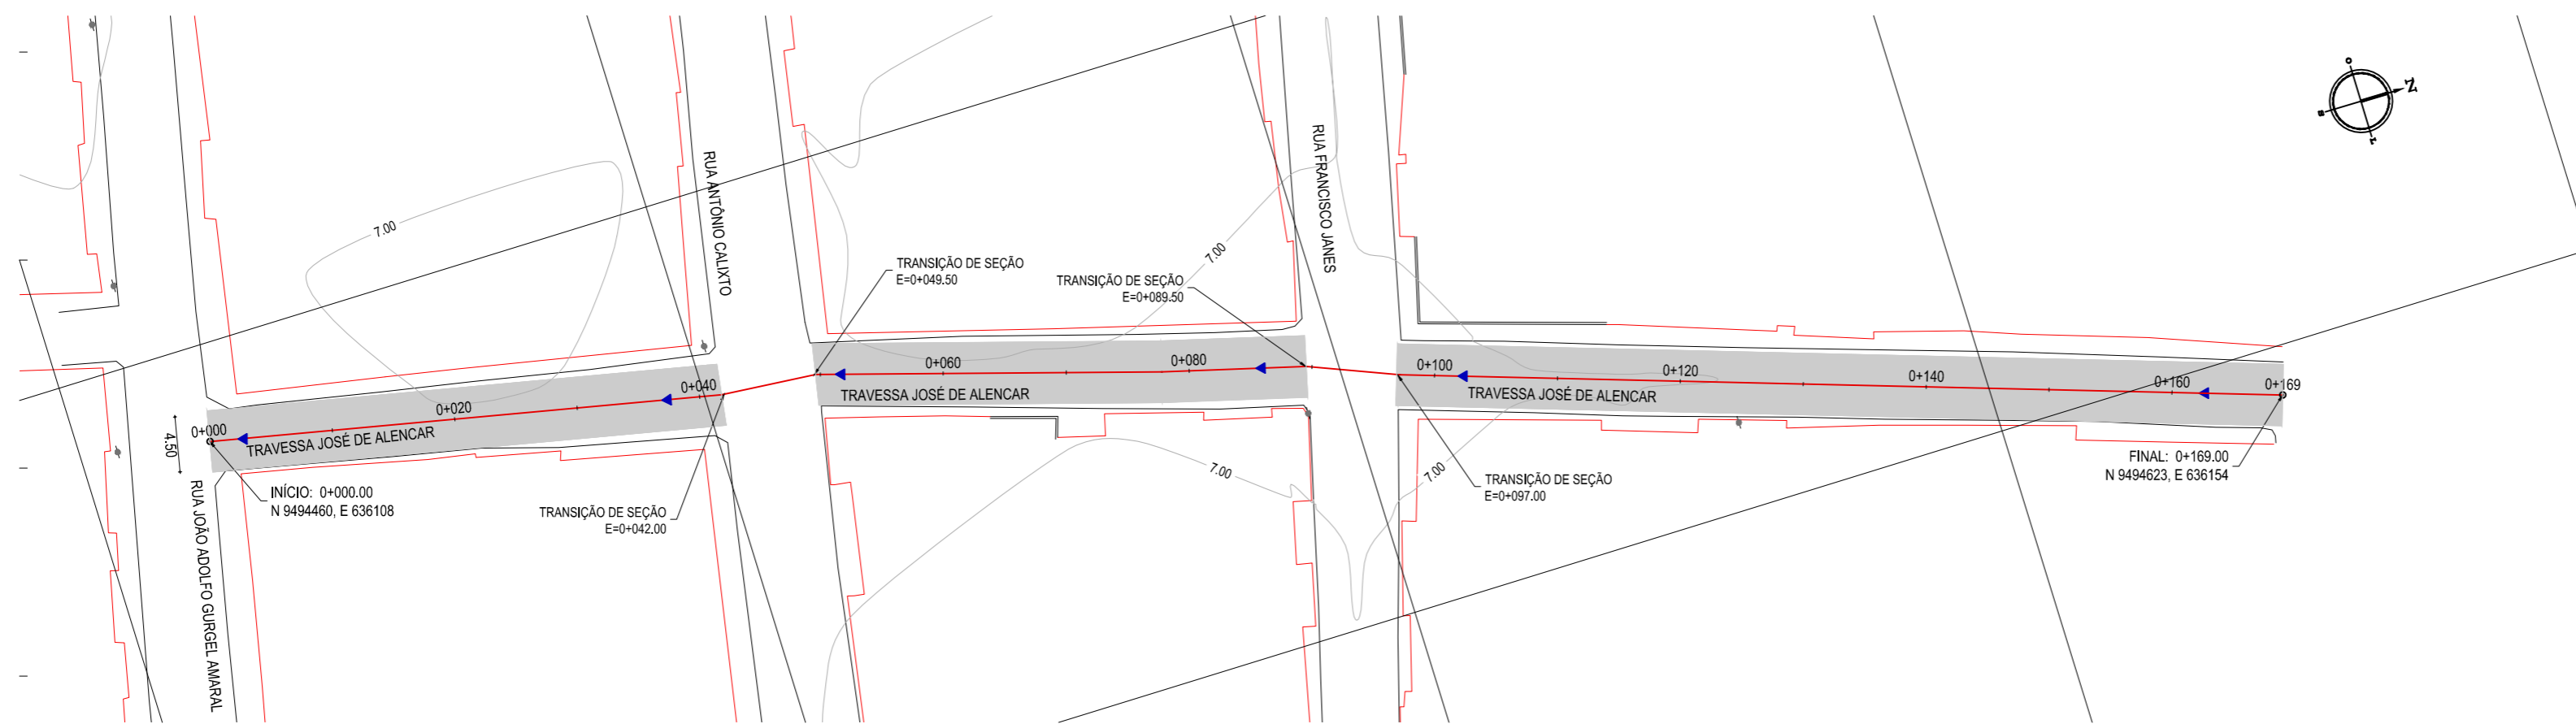 O
N
S
L
7.00
RUA ANTÔNIO CALIXTO
RUA FRANCISCO JANES
7.00
TRANSIÇÃO DE SEÇÃO
E=0+049.50
TRANSIÇÃO DE SEÇÃO
E=0+089.50
0+000
0+020
0+040
0+060
0+080
0+100
0+120
0+140
0+160
0+169
TRAVESSA JOSÉ DE ALENCAR
TRAVESSA JOSÉ DE ALENCAR
TRAVESSA JOSÉ DE ALENCAR
4.50
RUA JOÃO ADOLFO GURGEL AMARAL
INÍCIO: 0+000.00
N 9494460, E 636108
TRANSIÇÃO DE SEÇÃO
E=0+042.00
7.00
7.00
TRANSIÇÃO DE SEÇÃO
E=0+097.00
FINAL: 0+169.00
N 9494623, E 636154